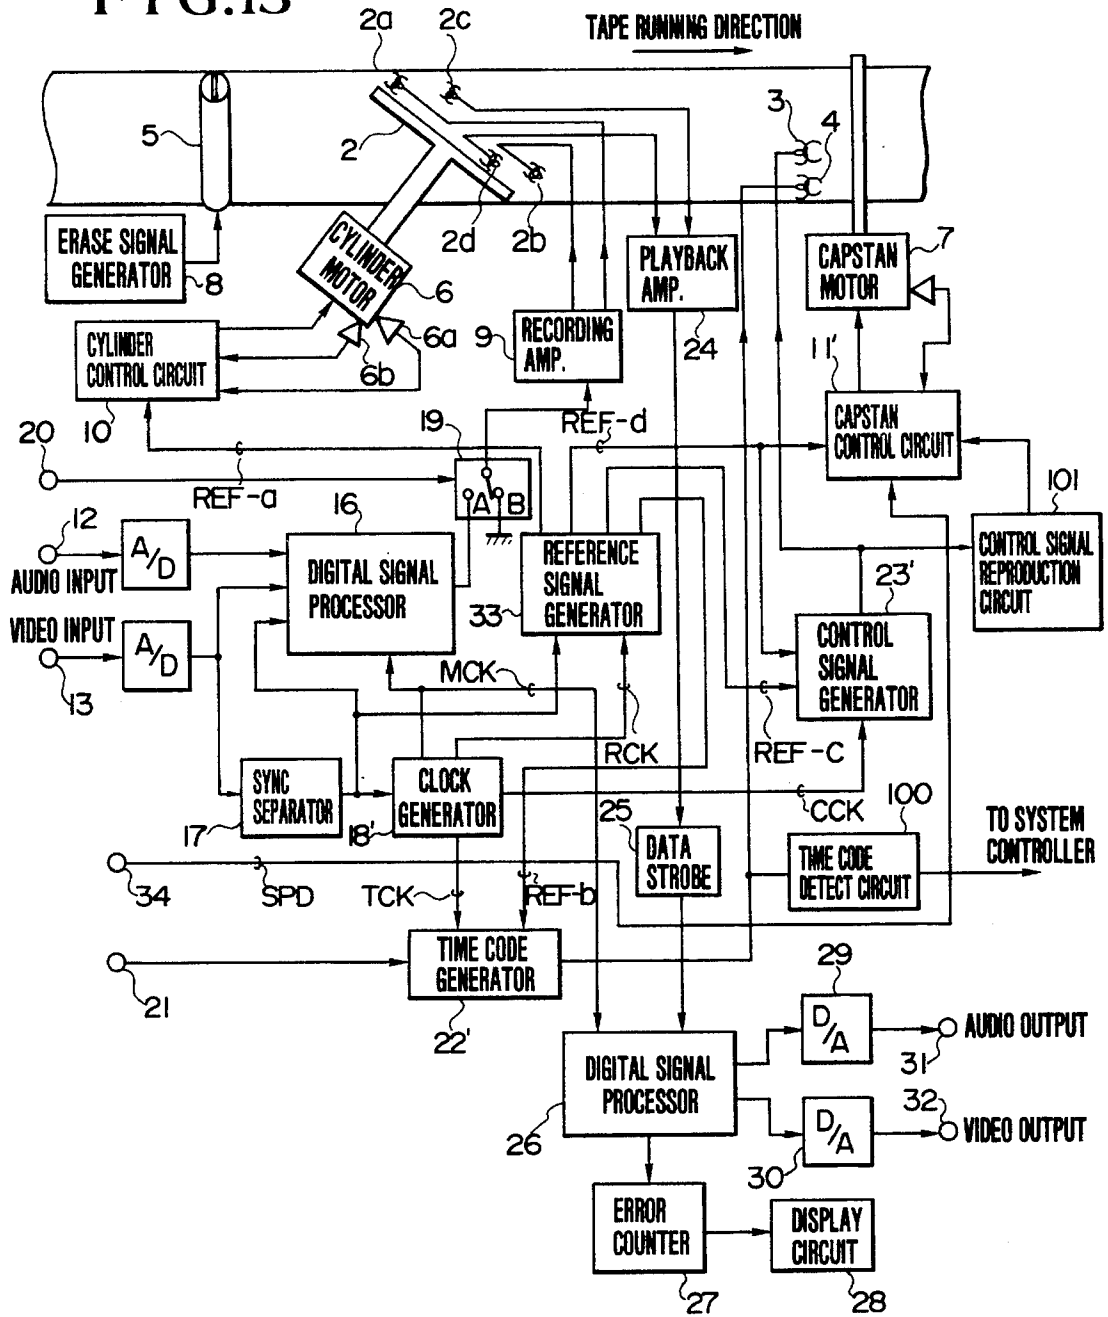 FIG.13
2a
2c
TAPE RUNNING DIRECTION
3
4
5
2
2d
2b
ERASE SIGNAL
GENERATOR
8
CYLINDER
MOTOR
6
6a
6b
PLAYBACK
AMP.
24
CAPSTAN
MOTOR
7
CYLINDER
CONTROL CIRCUIT
10
9
RECORDING
AMP.
11'
CAPSTAN
CONTROL CIRCUIT
20
REF-a
19
A
B
REF-d
101
CONTROL SIGNAL
REPRODUCTION
CIRCUIT
12
AUDIO INPUT
A/D
16
DIGITAL SIGNAL
PROCESSOR
REFERENCE
SIGNAL
GENERATOR
33
23'
CONTROL
SIGNAL
GENERATOR
VIDEO INPUT
13
A/D
MCK
RCK
REF-C
SYNC
SEPARATOR
17
CLOCK
GENERATOR
18'
CCK
25
DATA
STROBE
100
TIME CODE
DETECT CIRCUIT
TO SYSTEM
CONTROLLER
34
SPD
TCK
REF-b
21
TIME CODE
GENERATOR
22'
DIGITAL SIGNAL
PROCESSOR
26
29
D/A
31
AUDIO OUTPUT
D/A
30
32
VIDEO OUTPUT
ERROR
COUNTER
27
DISPLAY
CIRCUIT
28